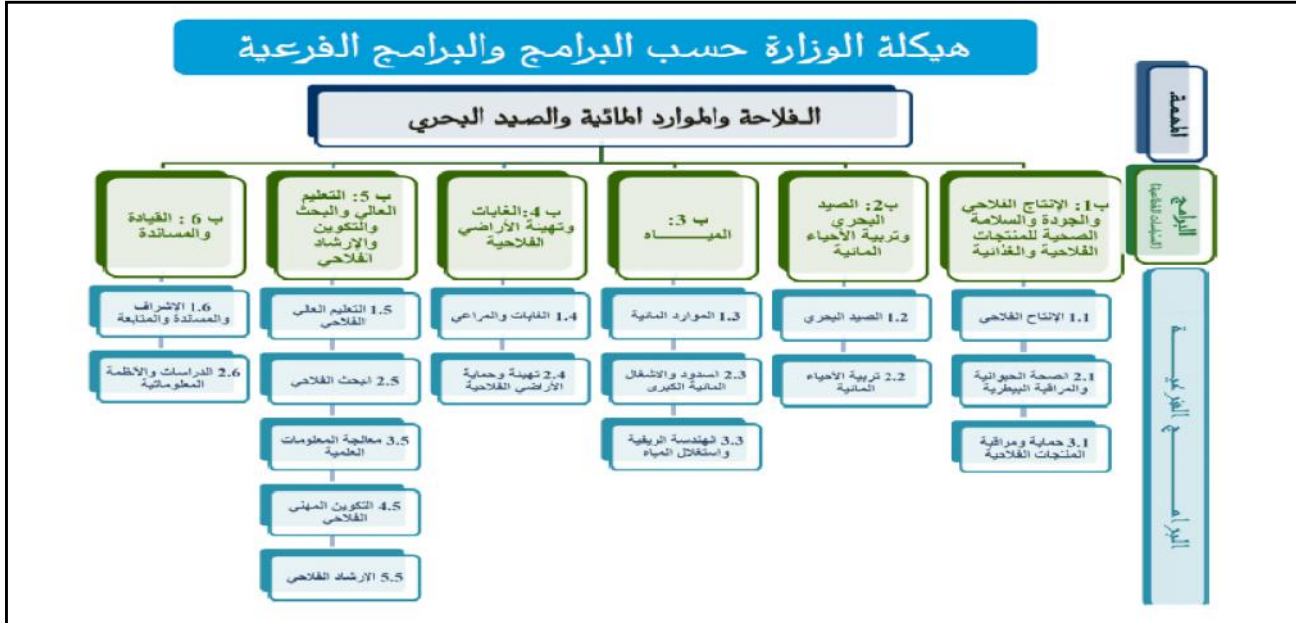 هيكلة الوزارة حسب البرامج والبرامج الفرعية
المهمة
الفلاحة والموارد المائية والصيد البحري
البرامج
(السياسات القطاعية)
ب1: الإنتاج الفلاحي
والجودة والسلامة
الصحية للمنتجات
الفلاحية والغذائية
ب2: الصيد
البحري
وتربية الأحياء
المائية
ب 3:
الميـــــاه
ب 4:الغابات
وتهيئة الأراضي
الفلاحية
ب 5: التعليم
العالي والبحث
والتكوين
والإرشاد
الفلاحي
ب 6 : القيادة
والمساندة
البرامــــــج الفرعيــــــة
1.1 الإنتاج الفلاحي
2.1 الصحة الحيوانية
والمراقبة البيطرية
3.1 حماية ومراقبة
المنتجات الفلاحية
1.2 الصيد البحري
2.2 تربية الأحياء
المائية
1.3 الموارد المائية
2.3 السدود والاشغال
المائية الكبرى
3.3 الهندسة الريفية
واستغلال المياه
1.4 الغابات والمراعي
2.4 تهيئة وحماية
الأراضي الفلاحية
1.5 التعليم العالي
الفلاحي
2.5 البحث الفلاحي
3.5 معالجة المعلومات
العلمية
4.5 التكوين المهني
الفلاحي
5.5 الإرشاد الفلاحي
1.6 الإشراف
والمساندة والمتابعة
2.6 الدراسات والأنظمة
المعلوماتية